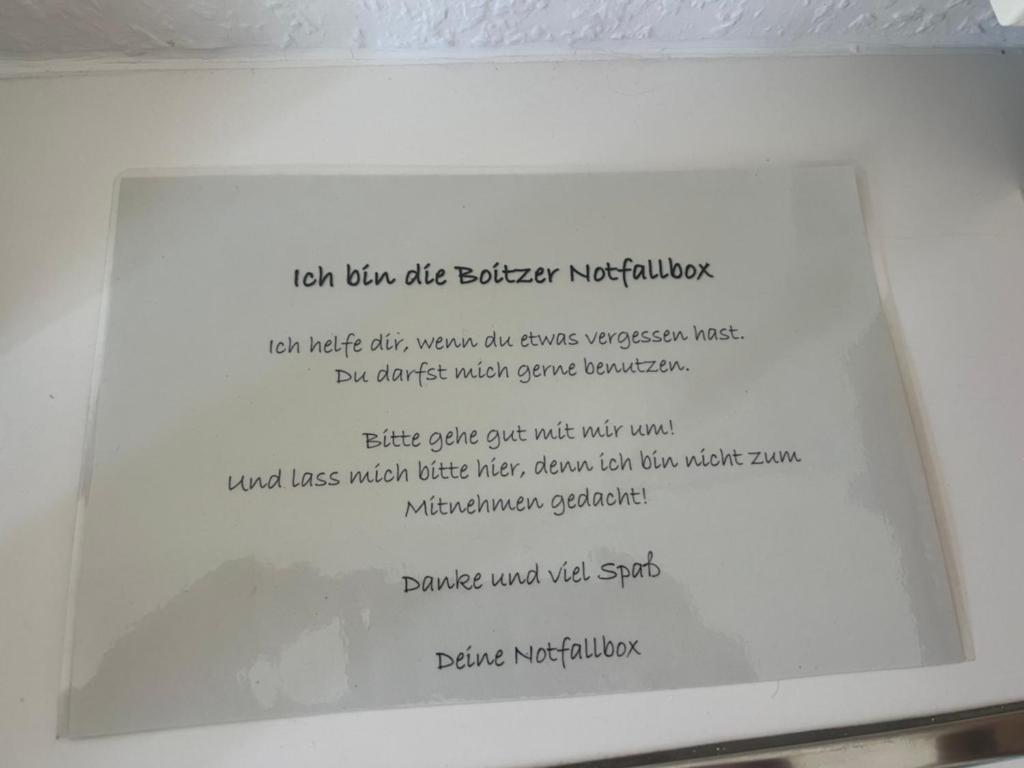 Ich bin die Boitzer Notfallbox
Ich helfe dir, wenn du etwas vergessen hast.
Du darfst mich gerne benutzen.
Bitte gehe gut mit mir um!
Und lass mich bitte hier, denn ich bin nicht zum
Mitnehmen gedacht!
Danke und viel Spaß
Deine Notfallbox